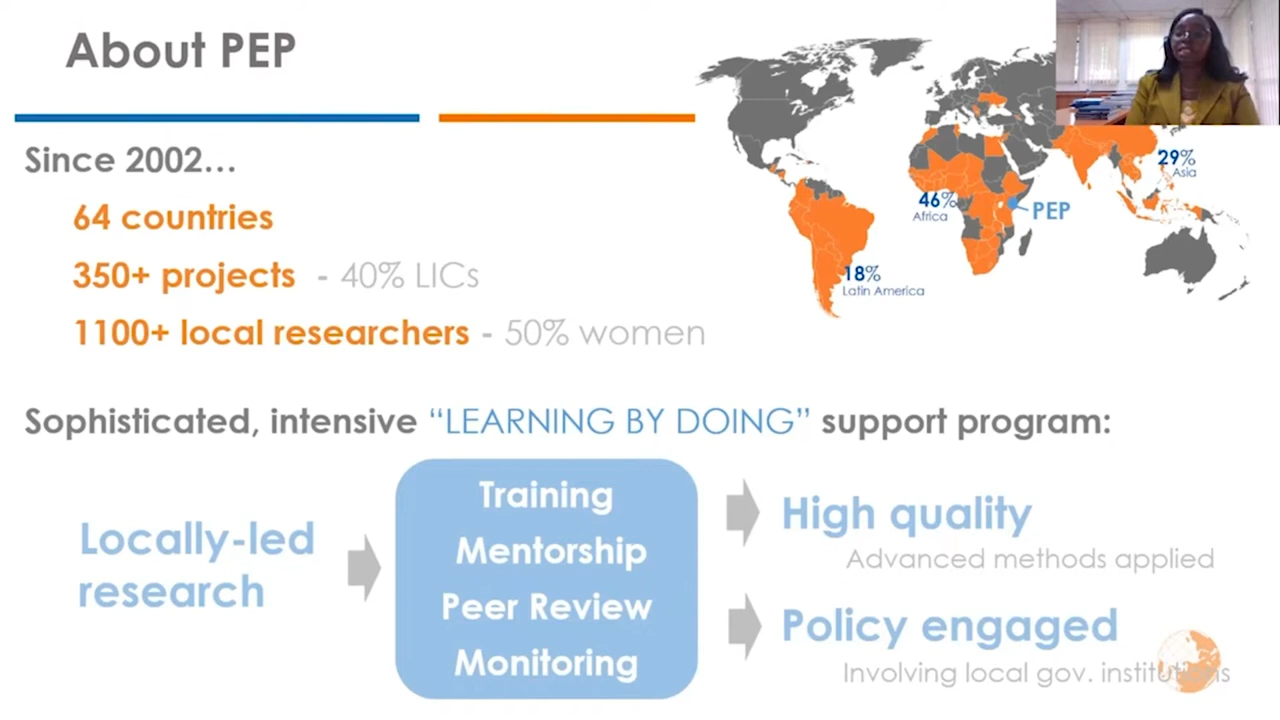 About PEP
Since 2002…
64 countries
350+ projects - 40% LICs
1100+ local researchers - 50% women
29%
Asia
46%
Africa
PEP
18%
Latin America
Sophisticated, intensive “LEARNING BY DOING” support program:
Locally-led
research
Training
Mentorship
Peer Review
Monitoring
High quality
Advanced methods applied
Policy engaged
Involving local gov. institutions